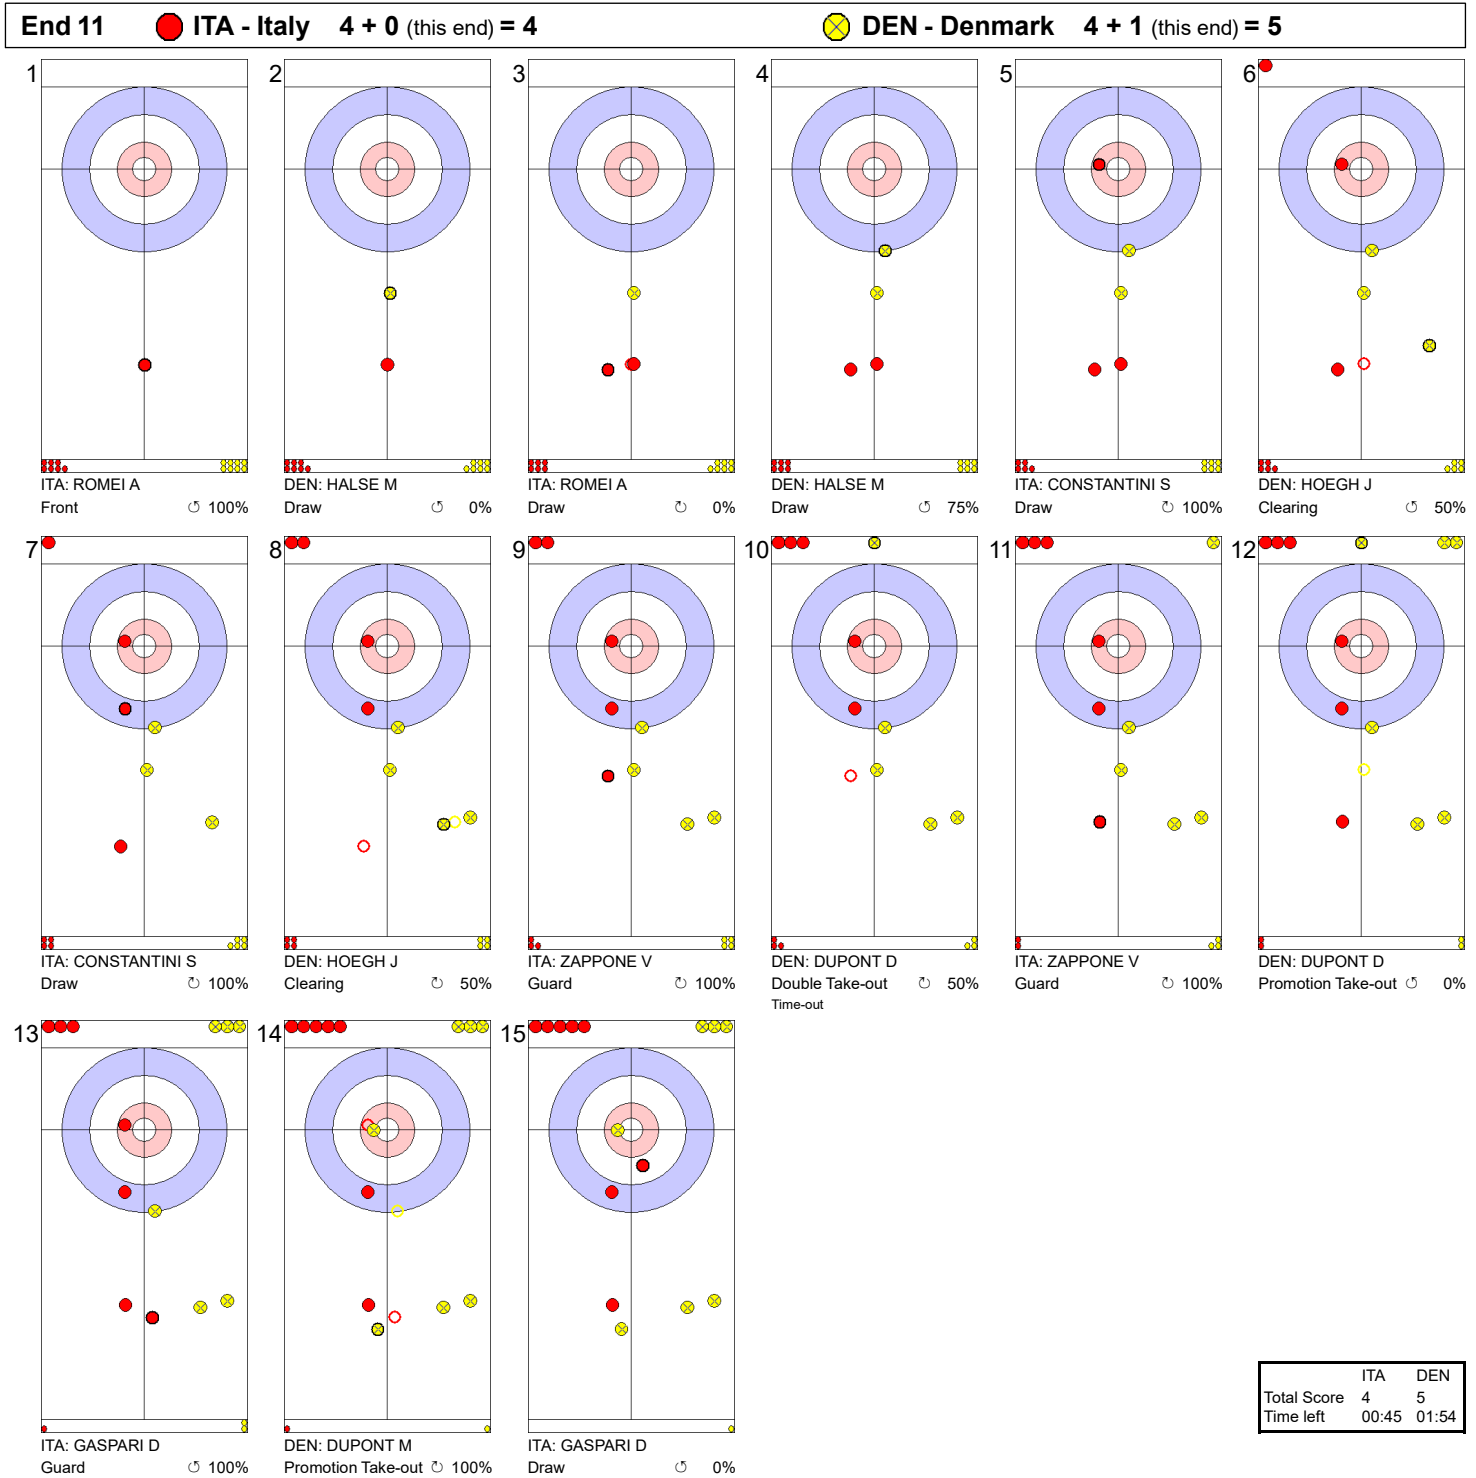 End 11 ITA - Italy 4 + 0 (this end) = 4 DEN - Denmark 4 + 1 (this end) = 5
1 2 3 4 5 6
ITA: ROMEI A DEN: HALSE M ITA: ROMEI A DEN: HALSE M ITA: CONSTANTINI S DEN: HOEGH J
Front ↺ 100% Draw ↺ 0% Draw ↻ 0% Draw ↺ 75% Draw ↻ 100% Clearing ↺ 50%
7 8 9 10 11 12
ITA: CONSTANTINI S DEN: HOEGH J ITA: ZAPPONE V DEN: DUPONT D ITA: ZAPPONE V DEN: DUPONT D
Draw ↻ 100% Clearing ↻ 50% Guard ↻ 100% Double Take-out ↻ 50% Guard ↻ 100% Promotion Take-out ↺ 0%
Time-out
13 14 15
ITA DEN
Total Score 4 5
Time left 00:45 01:54
ITA: GASPARI D DEN: DUPONT M ITA: GASPARI D
Guard ↺ 100% Promotion Take-out ↻ 100% Draw ↺ 0%